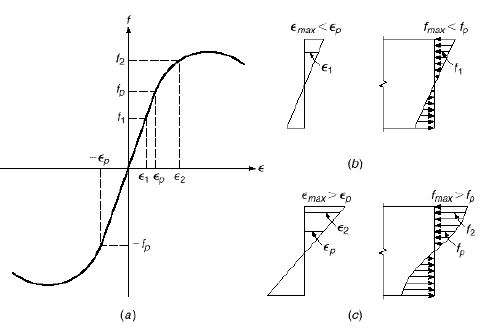 f
f₂
fₚ
f₁
−ϵₚ
ϵ₁ ϵₚ ϵ₂
ϵ
−fₚ
(a)
ϵmax < ϵp fmax < fp
ϵ₁ f₁
(b)
ϵmax > ϵp fmax > fp
ϵ₂ f₂
ϵₚ fₚ
(c)